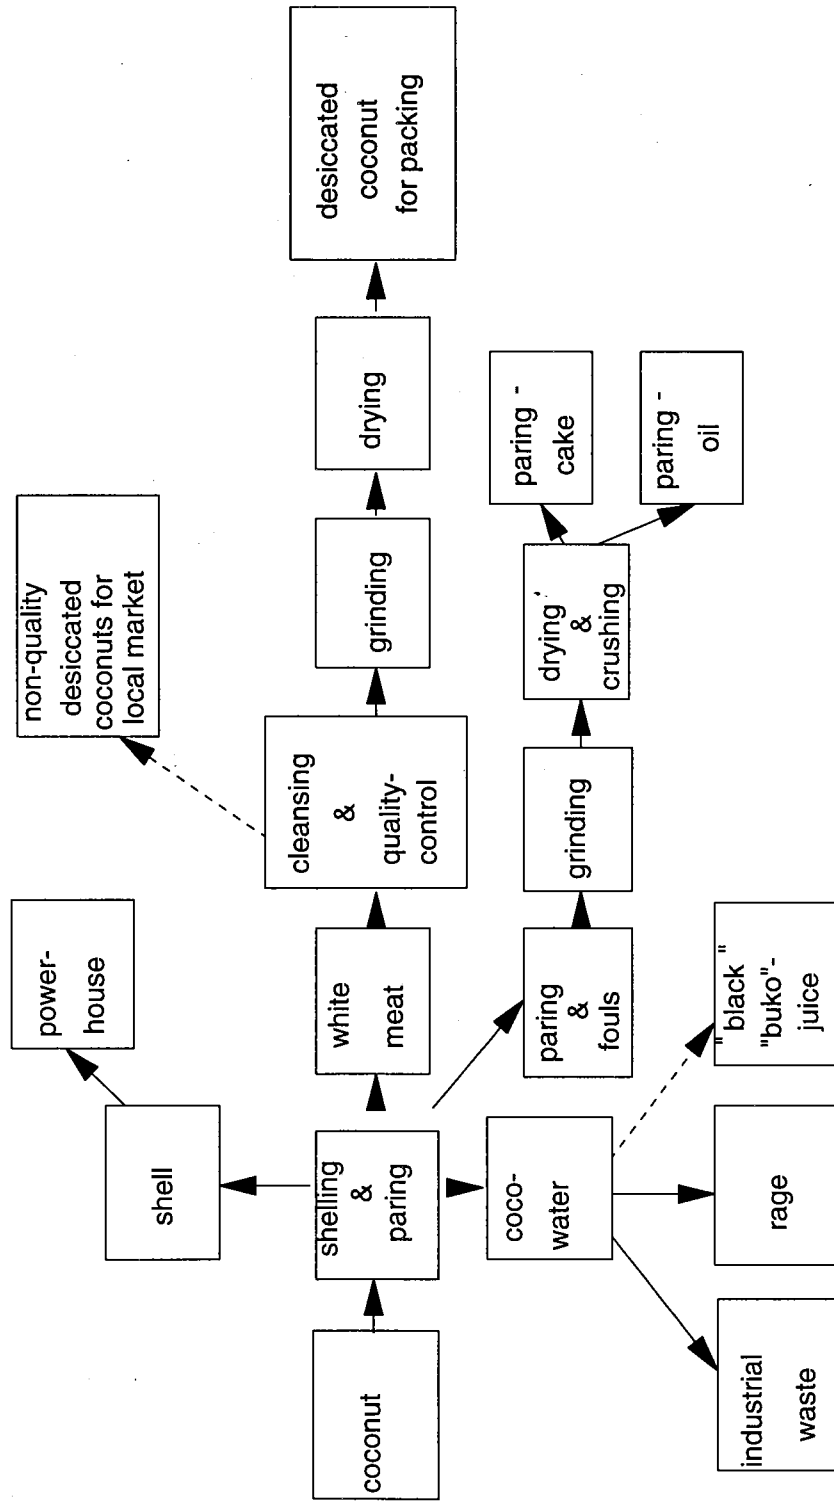 coconut
shelling
&
paring
shell
power-
house
white
meat
cleansing
&
quality-
control
non-quality
desiccated
coconuts for
local market
grinding
drying
desiccated
coconut
for packing
paring
&
fouls
grinding
drying
&
crushing
paring -
cake
paring -
oil
coco-
water
industrial
waste
rage
" black "
"buko"-
juice